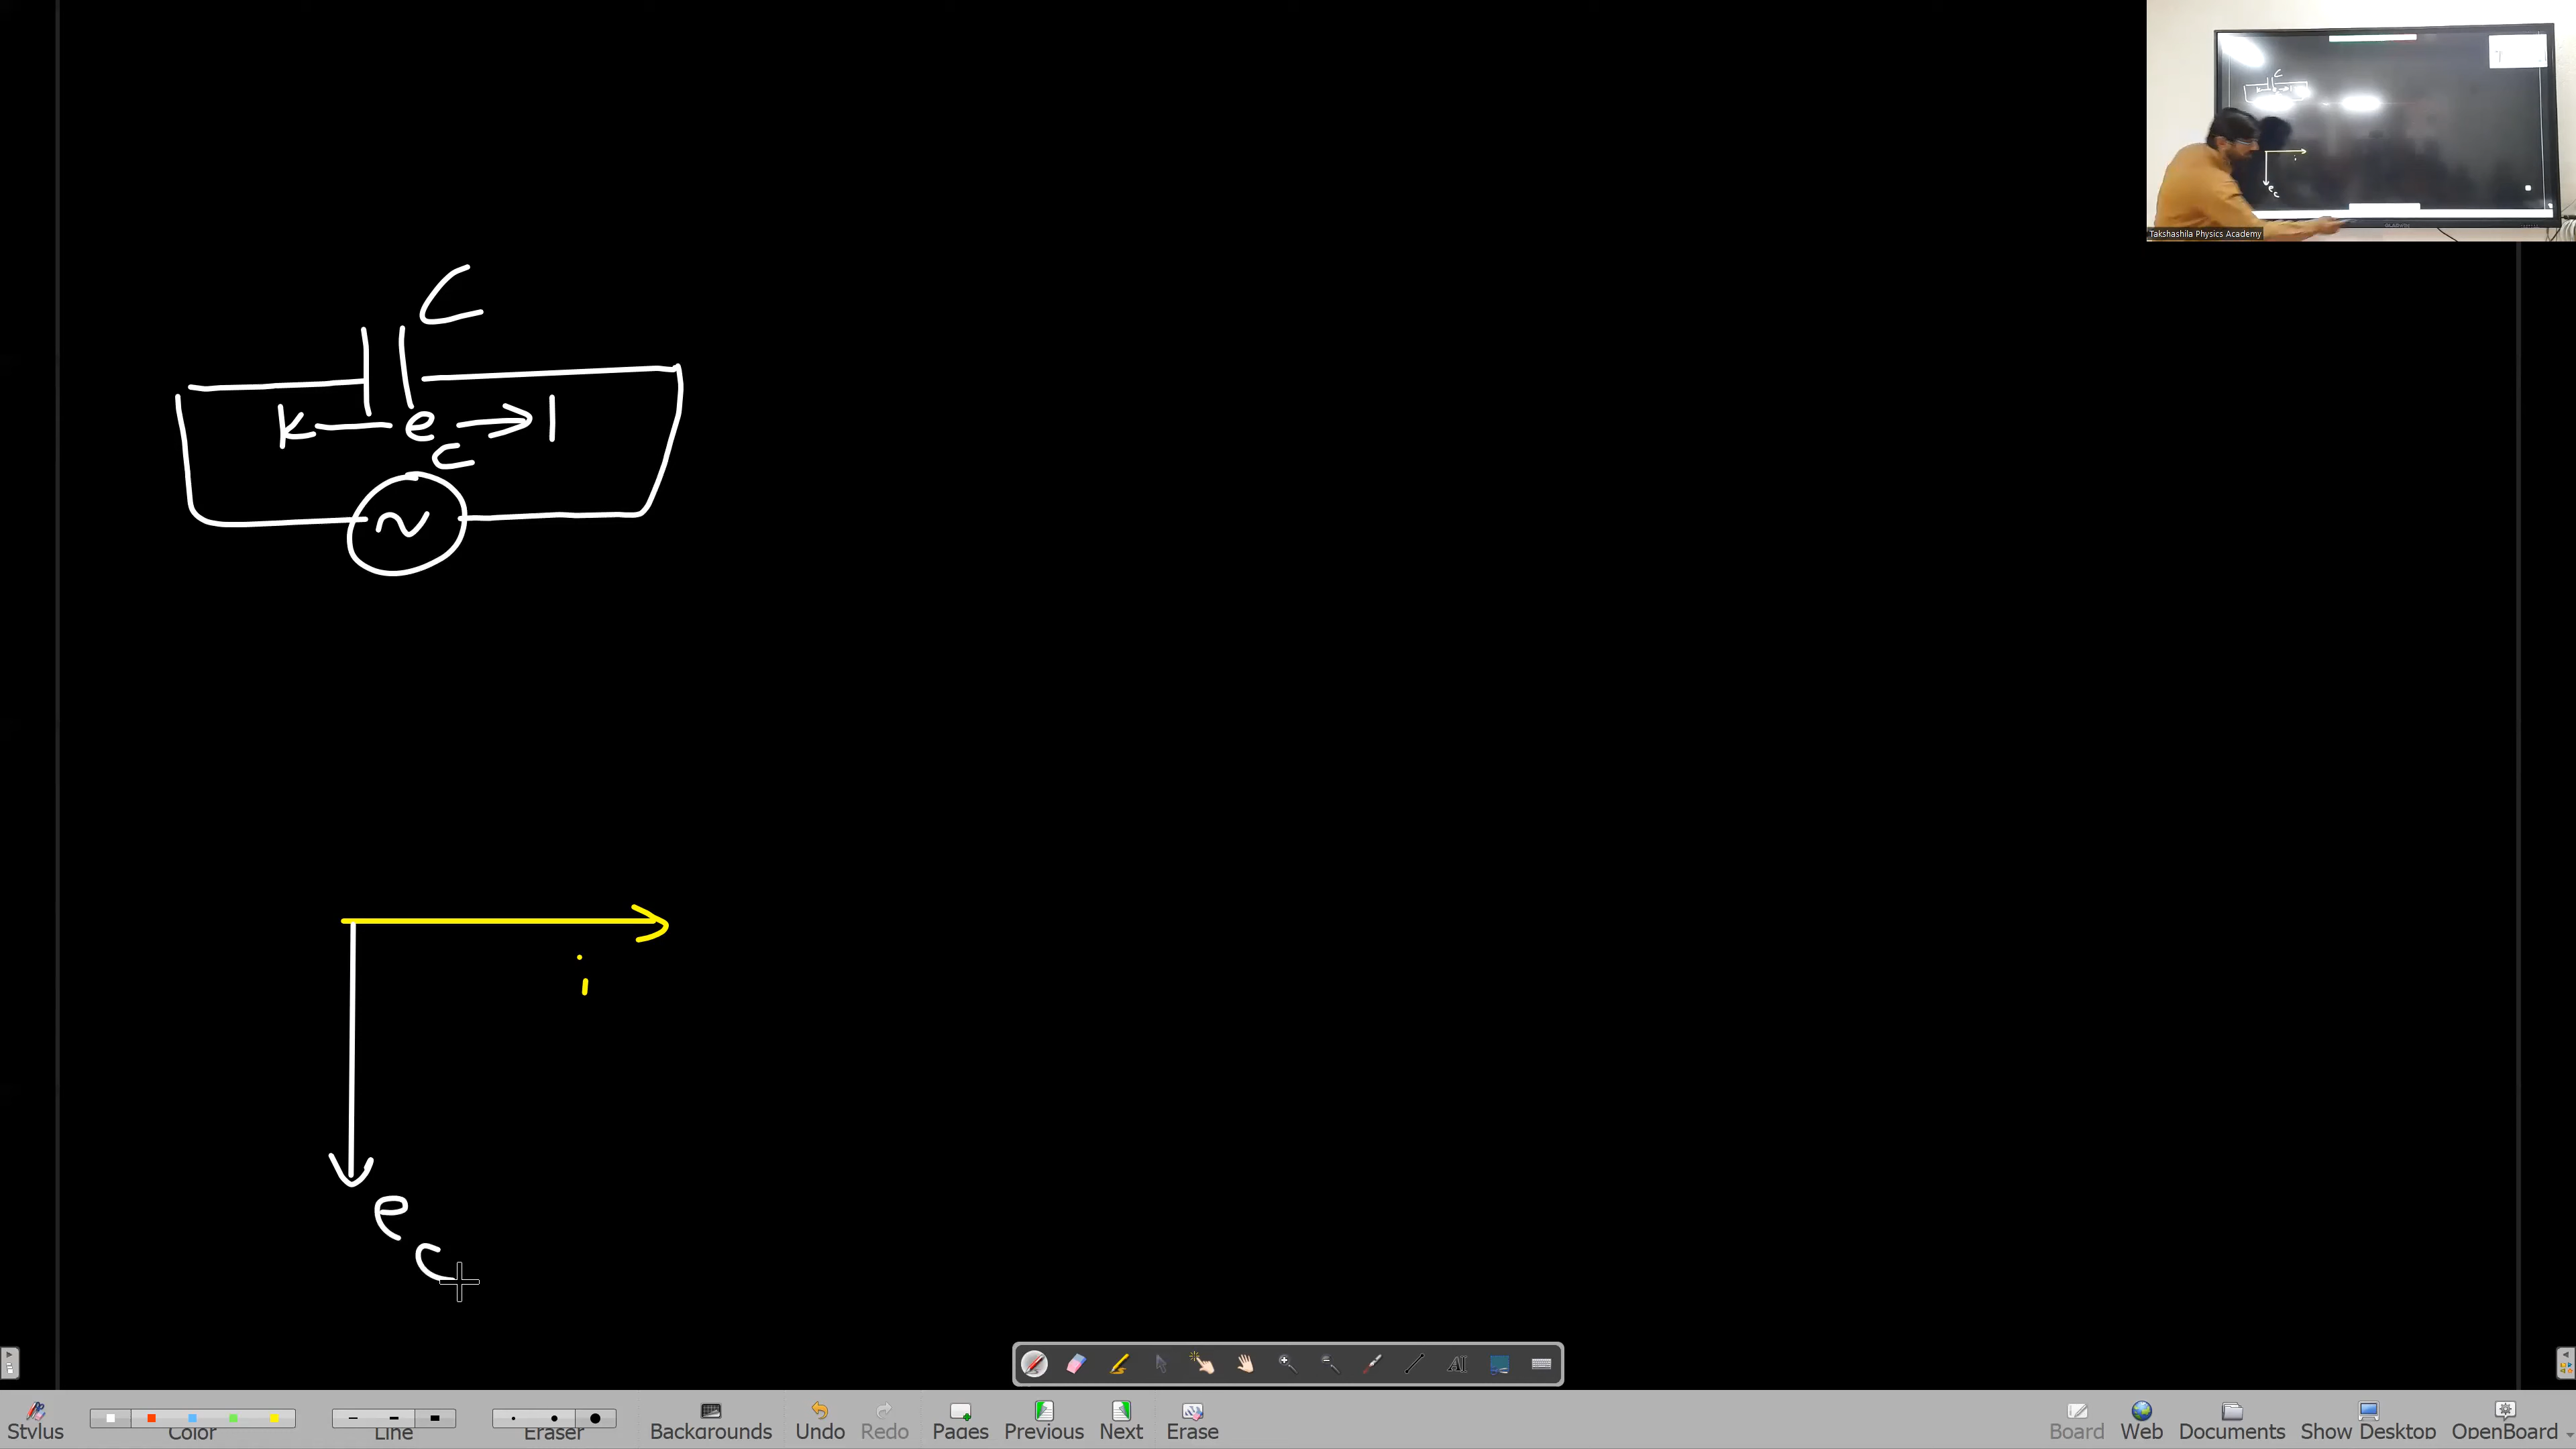 Takshashila Physics Academy
C
k e c
~
i
e c
Stylus Color Line Eraser Backgrounds Undo Redo Pages Previous Next Erase Board Web Documents Show Desktop OpenBoard